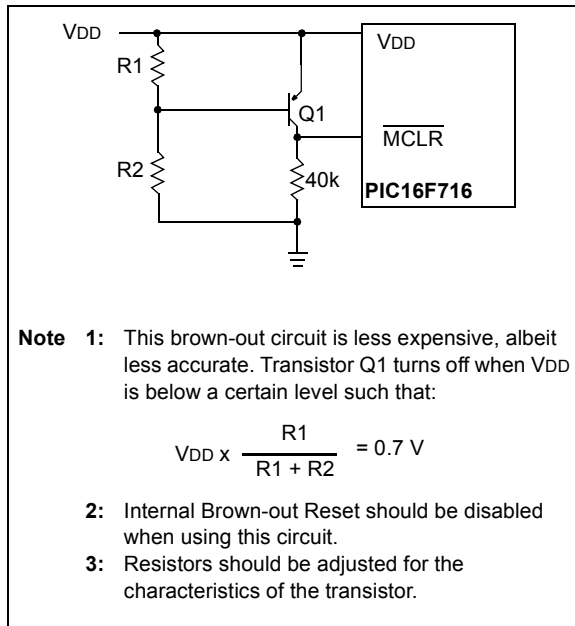 VDD
VDD
R1
Q1
MCLR
R2
40k
PIC16F716
Note 1: This brown-out circuit is less expensive, albeit
less accurate. Transistor Q1 turns off when VDD
is below a certain level such that:
VDD x R1 / R1 + R2 = 0.7 V
2: Internal Brown-out Reset should be disabled
when using this circuit.
3: Resistors should be adjusted for the
characteristics of the transistor.